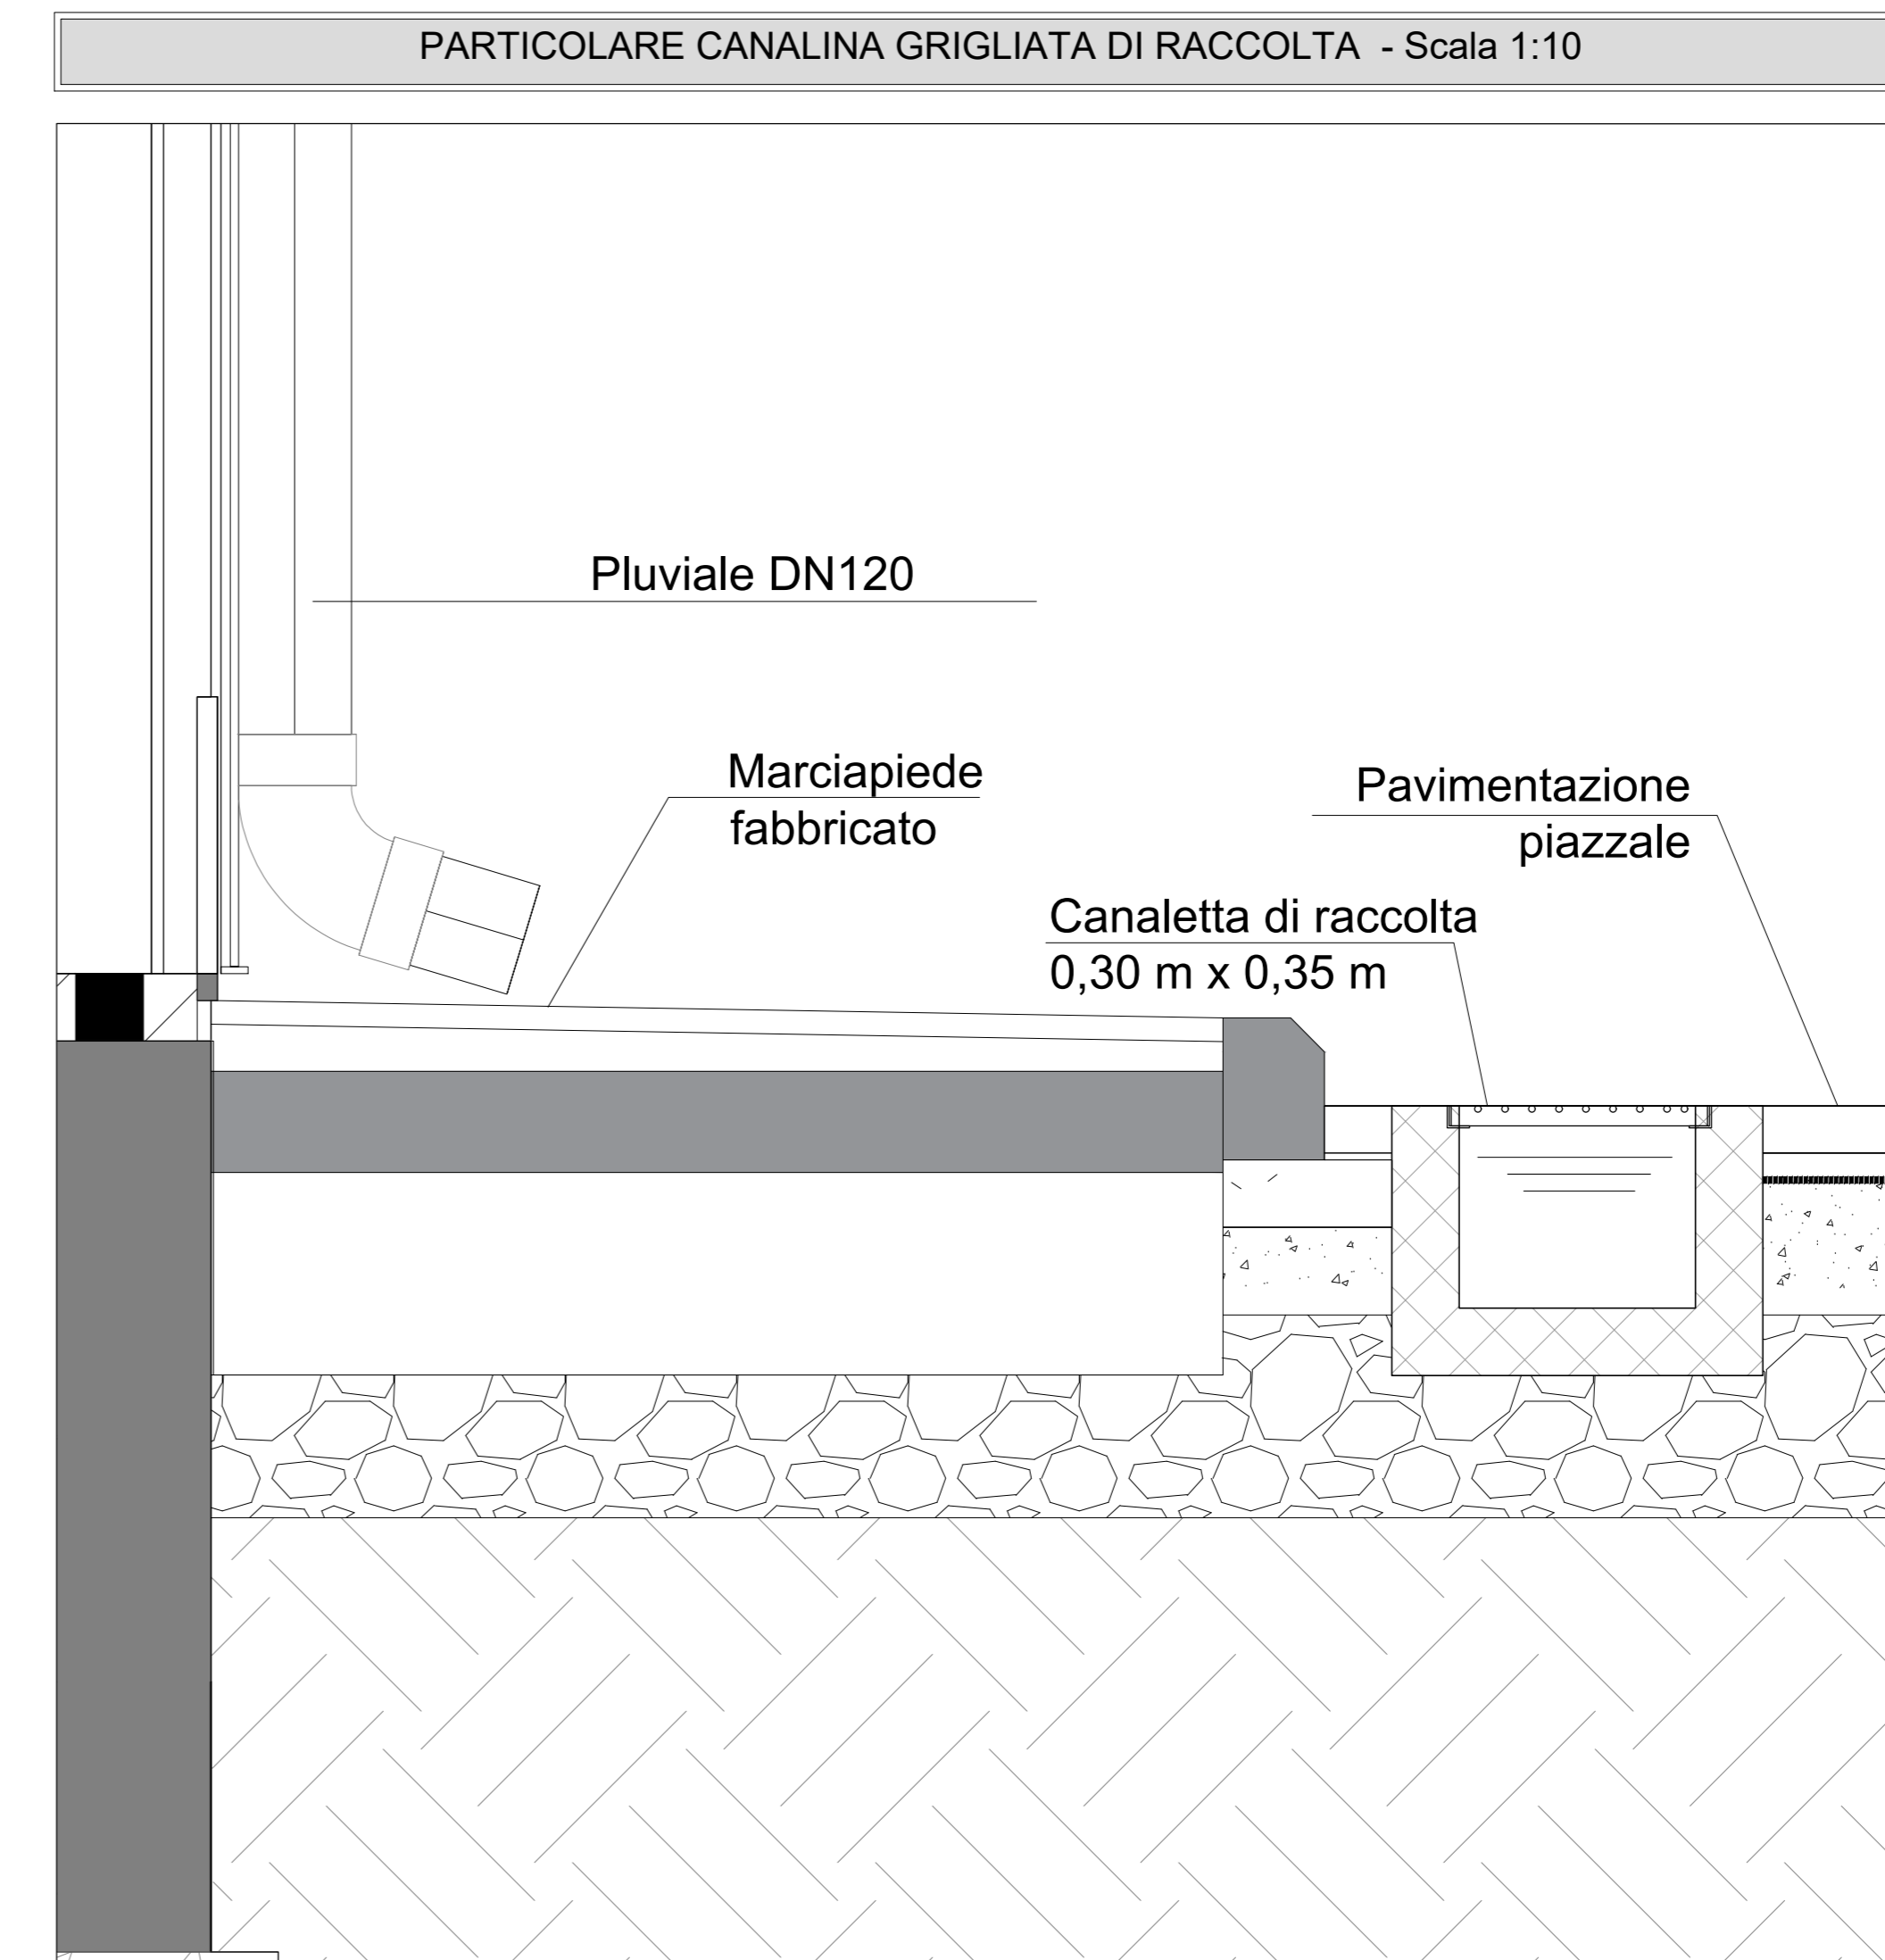 PARTICOLARE CANALINA GRIGLIATA DI RACCOLTA - Scala 1:10
Pluviale DN120
Marciapiede
fabbricato
Pavimentazione
piazzale
Canaletta di raccolta
0,30 m x 0,35 m